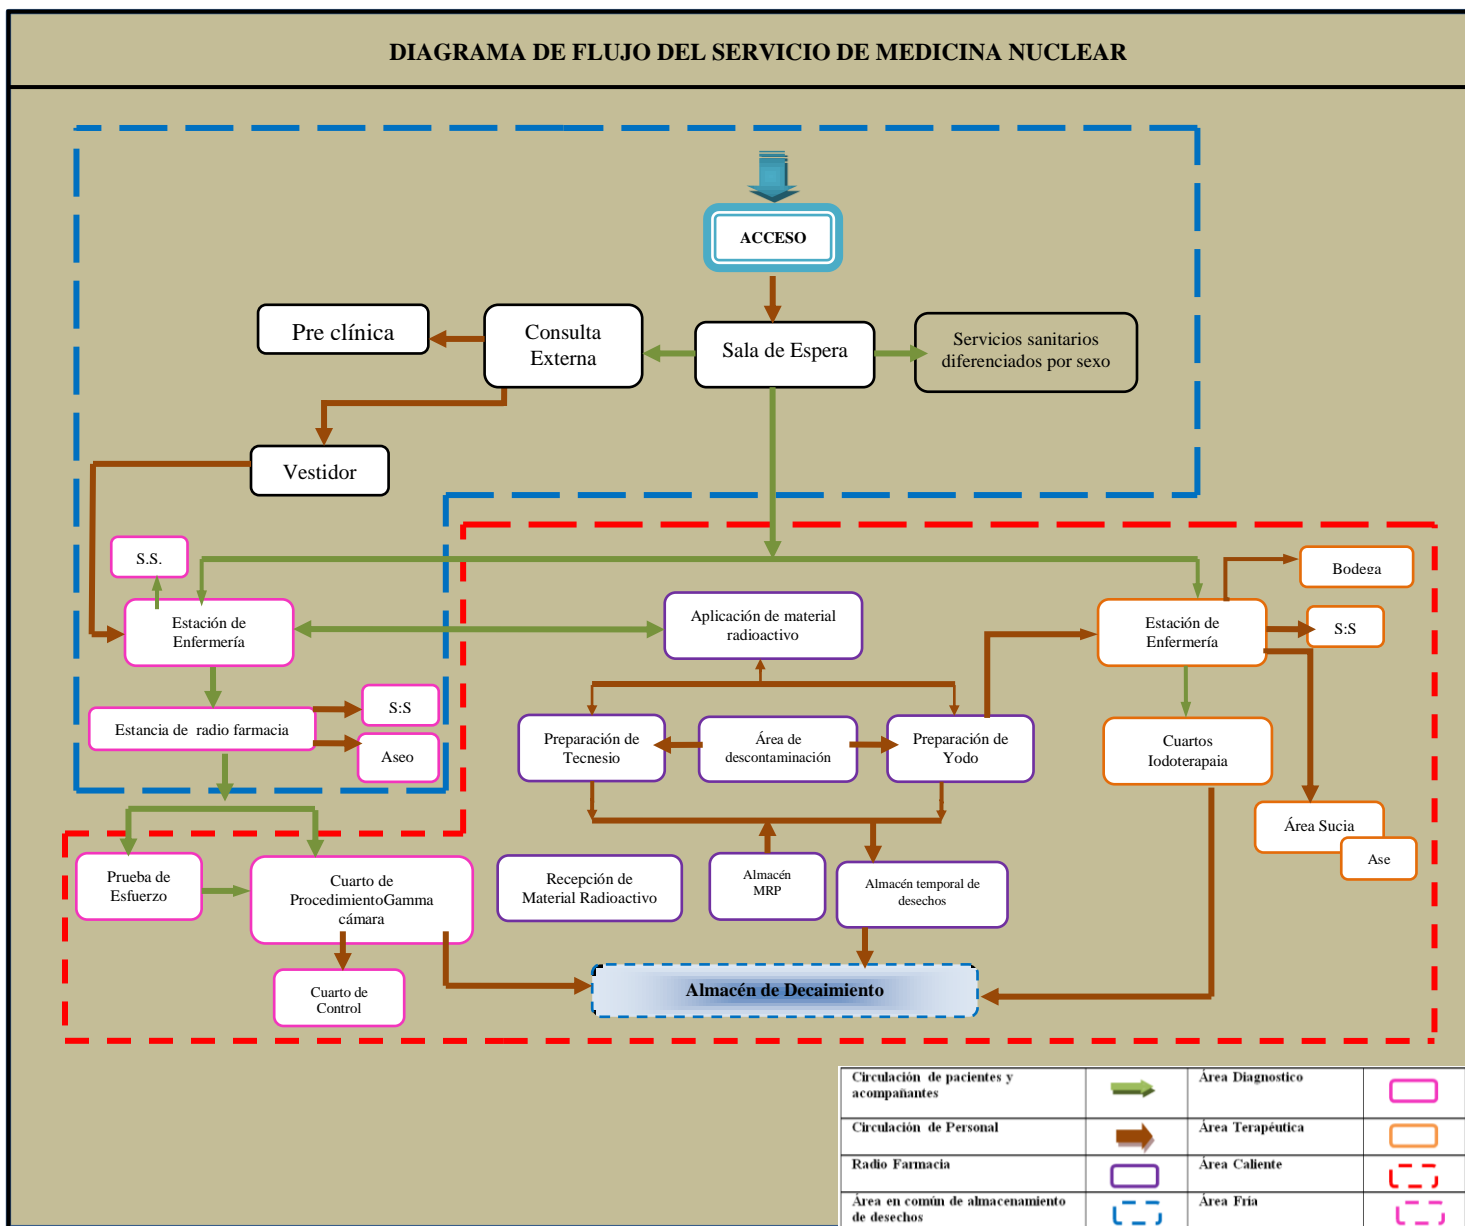 DIAGRAMA DE FLUJO DEL SERVICIO DE MEDICINA NUCLEAR
ACCESO
Pre clínica
Consulta
Externa
Sala de Espera
Servicios sanitarios
diferenciados por sexo
Vestidor
S.S.
Bodega
Estación de
Enfermería
Aplicación de material
radioactivo
Estación de
Enfermería
S:S
Estancia de radio farmacia
S:S
Aseo
Preparación de
Tecnesio
Área de
descontaminación
Preparación de
Yodo
Cuartos
Iodoterapaia
Área Sucia
Ase
Prueba de
Esfuerzo
Cuarto de
ProcedimientoGamma
cámara
Recepción de
Material Radioactivo
Almacén
MRP
Almacén temporal de
desechos
Cuarto de
Control
Almacén de Decaimiento
Circulación de pacientes y
acompañantes
Área Diagnostico
Circulación de Personal
Área Terapéutica
Radio Farmacia
Área Caliente
Área en común de almacenamiento
de desechos
Área Fría